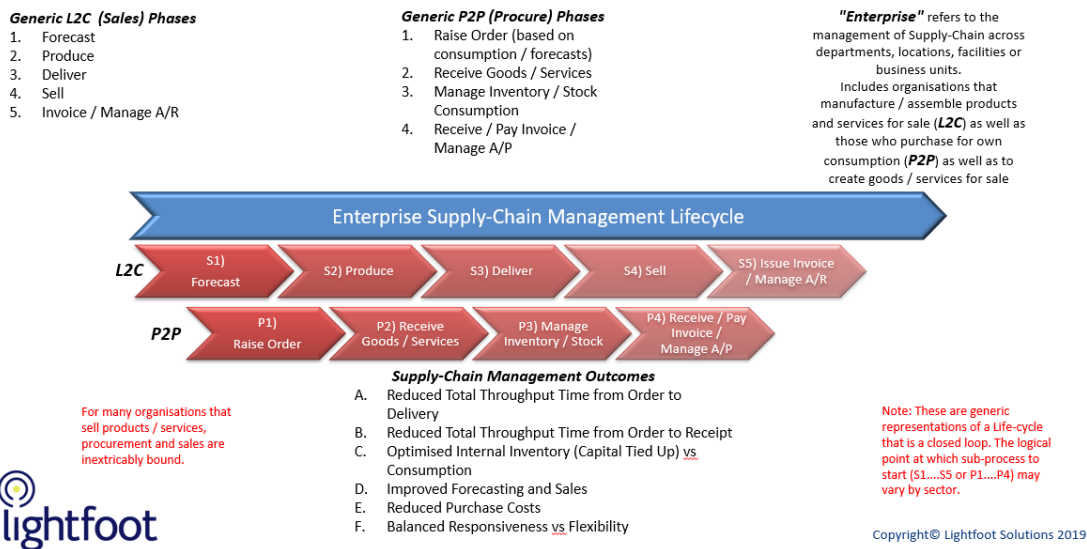 Generic L2C  (Sales) Phases
1. Forecast
2. Produce
3. Deliver
4. Sell
5. Invoice / Manage A/R
Generic P2P (Procure) Phases
1. Raise Order (based on
consumption / forecasts)
2. Receive Goods / Services
3. Manage Inventory / Stock
Consumption
4. Receive / Pay Invoice /
Manage A/P
"Enterprise" refers to the
management of Supply-Chain across
departments, locations, facilities or
business units.
Includes organisations that
manufacture / assemble products
and services for sale (L2C) as well as
those who purchase for own
consumption (P2P) as well as to
create goods / services for sale
Enterprise Supply-Chain Management Lifecycle
L2C
S1)
Forecast
S2) Produce
S3) Deliver
S4) Sell
S5) Issue Invoice
/ Manage A/R
P2P
P1)
Raise Order
P2) Receive
Goods / Services
P3) Manage
Inventory / Stock
P4) Receive / Pay
Invoice /
Manage A/P
Supply-Chain Management Outcomes
A. Reduced Total Throughput Time from Order to
Delivery
B. Reduced Total Throughput Time from Order to Receipt
C. Optimised Internal Inventory (Capital Tied Up) vs
Consumption
D. Improved Forecasting and Sales
E. Reduced Purchase Costs
F. Balanced Responsiveness vs Flexibility
For many organisations that
sell products / services,
procurement and sales are
inextricably bound.
Note: These are generic
representations of a Life-cycle
that is a closed loop. The logical
point at which sub-process to
start (S1....S5 or P1....P4) may
vary by sector.
lightfoot
Copyright© Lightfoot Solutions 2019